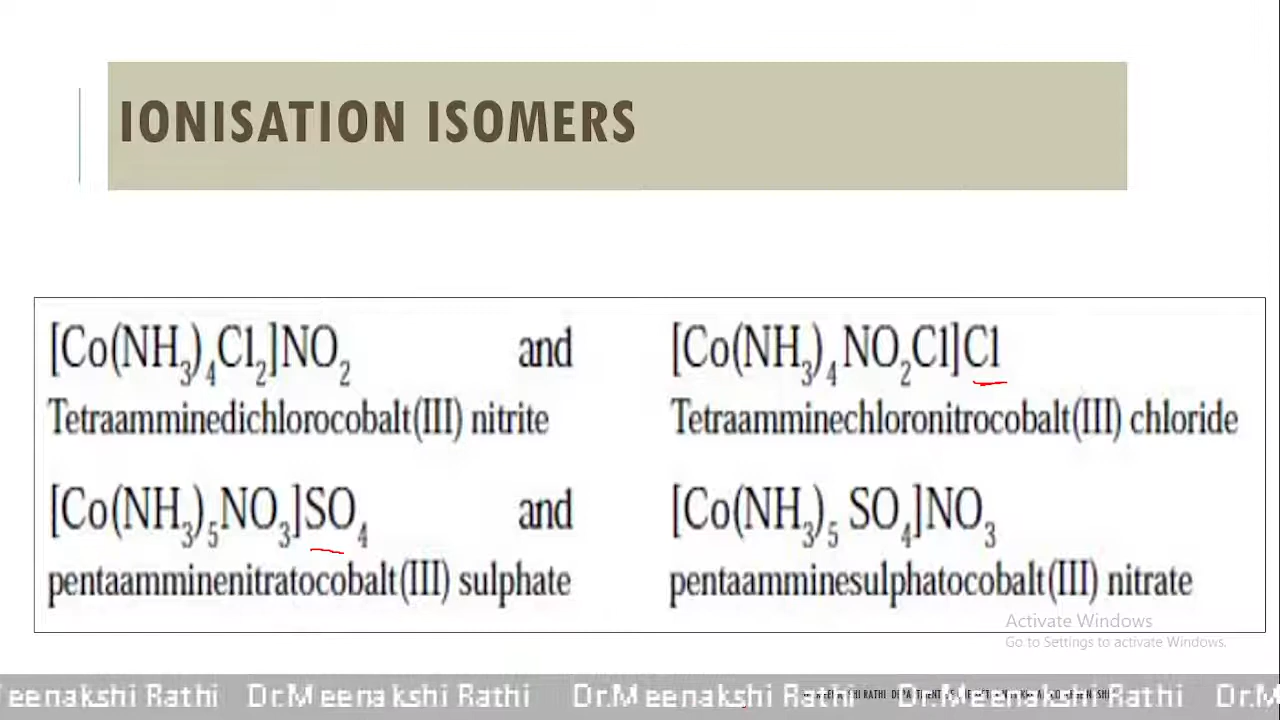 IONISATION ISOMERS
[Co(NH₃)₄Cl₂]NO₂ and [Co(NH₃)₄NO₂Cl]Cl
Tetraamminedichlorocobalt(III) nitrite Tetraamminechloronitrocobalt(III) chloride
[Co(NH₃)₅NO₃]SO₄ and [Co(NH₃)₅ SO₄]NO₃
pentaamminenitratocobalt(III) sulphate pentaamminesulphatocobalt(III) nitrate
Activate Windows
Go to Settings to activate Windows.
eenakshi Rathi Dr.Meenakshi Rathi Dr.Meenakshi Rathi Dr.Meenakshi Rathi Dr.M